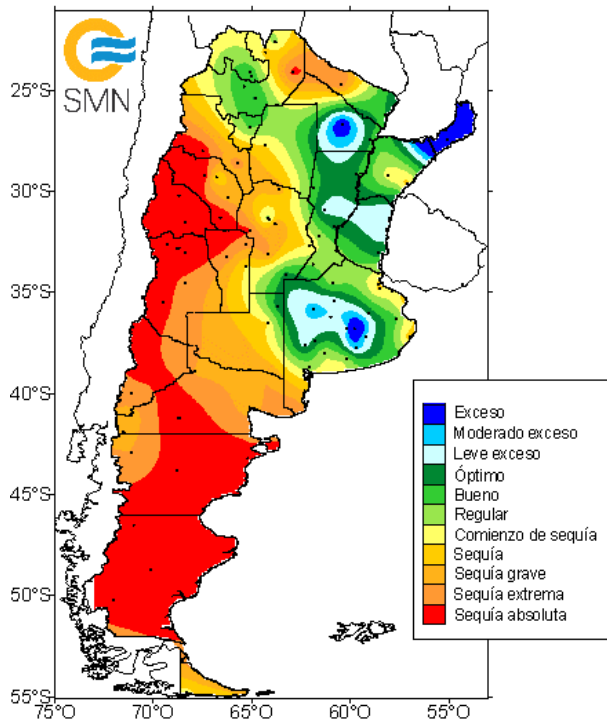 SMN
25°S
30°S
35°S
40°S
45°S
50°S
55°S
75°O
70°O
65°O
60°O
55°O
Exceso
Moderado exceso
Leve exceso
Óptimo
Bueno
Regular
Comienzo de sequía
Sequía
Sequía grave
Sequía extrema
Sequía absoluta